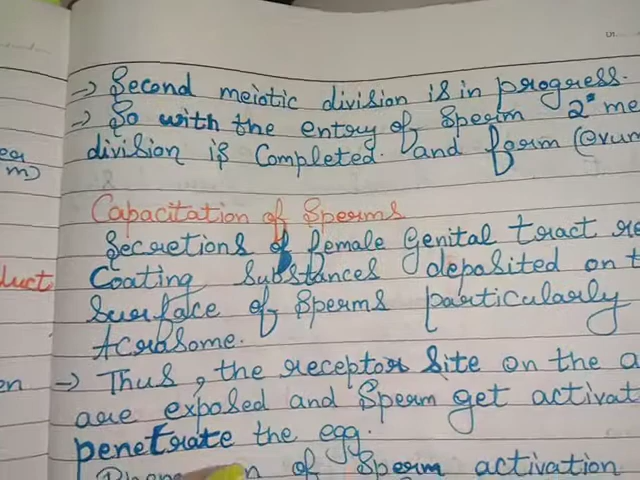 → Second meiotic division is in progress.
→ So with the entry of Sperm 2° me
division is Completed. and form (ovum
m)
Capacitation of Sperms
Secretions of female genital tract re
duct
Coating Substances deposited on t
Surface of Sperms particularly
Acrosome.
→ Thus, the receptor Site on the a
are exposed and Sperm get activat
penetrate the egg.
of Sperm activation